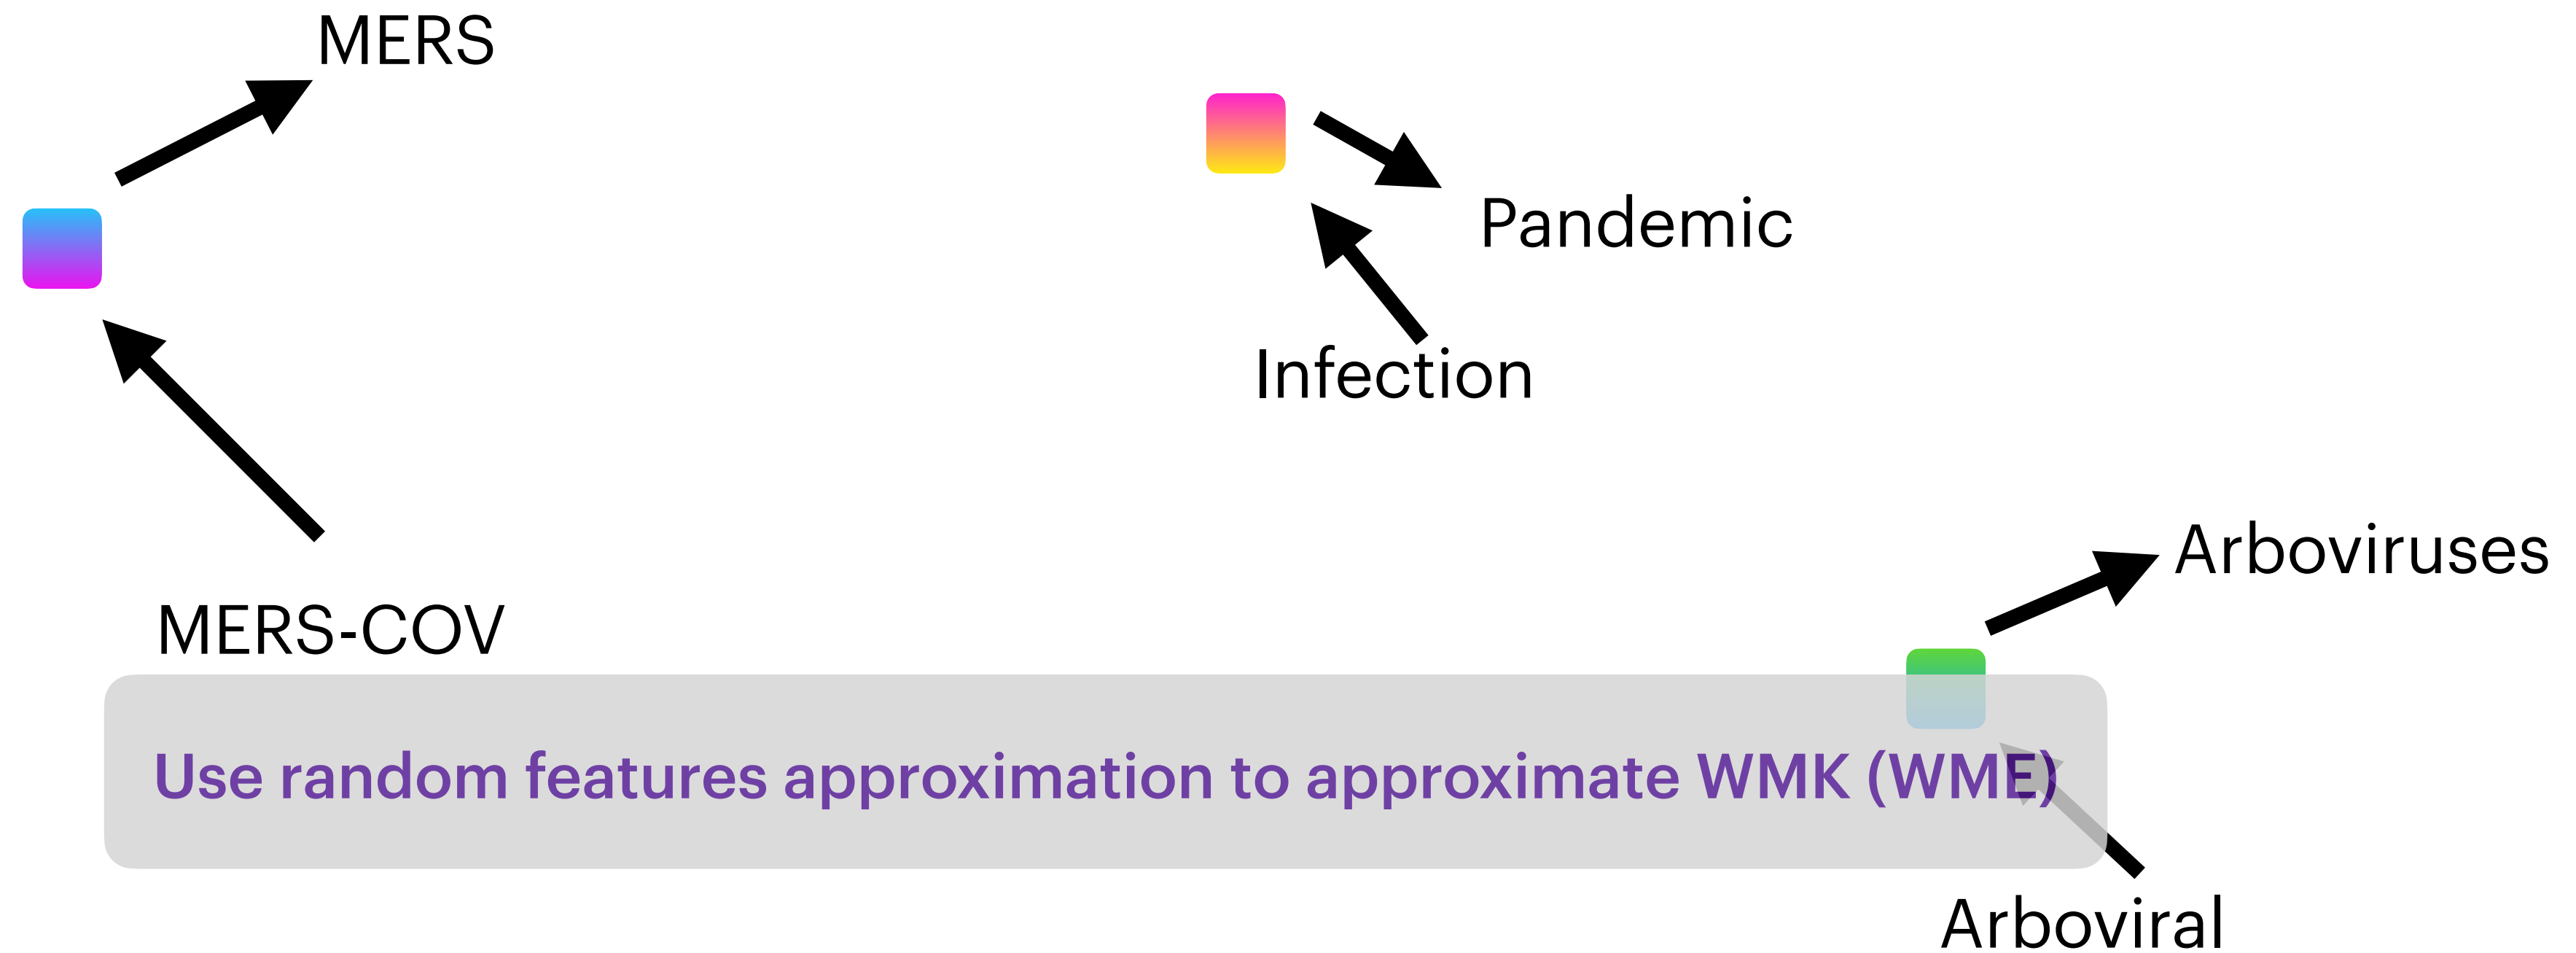 MERS
Pandemic
Infection
Arboviruses
MERS-COV
Use random features approximation to approximate WMK (WME)
Arboviral